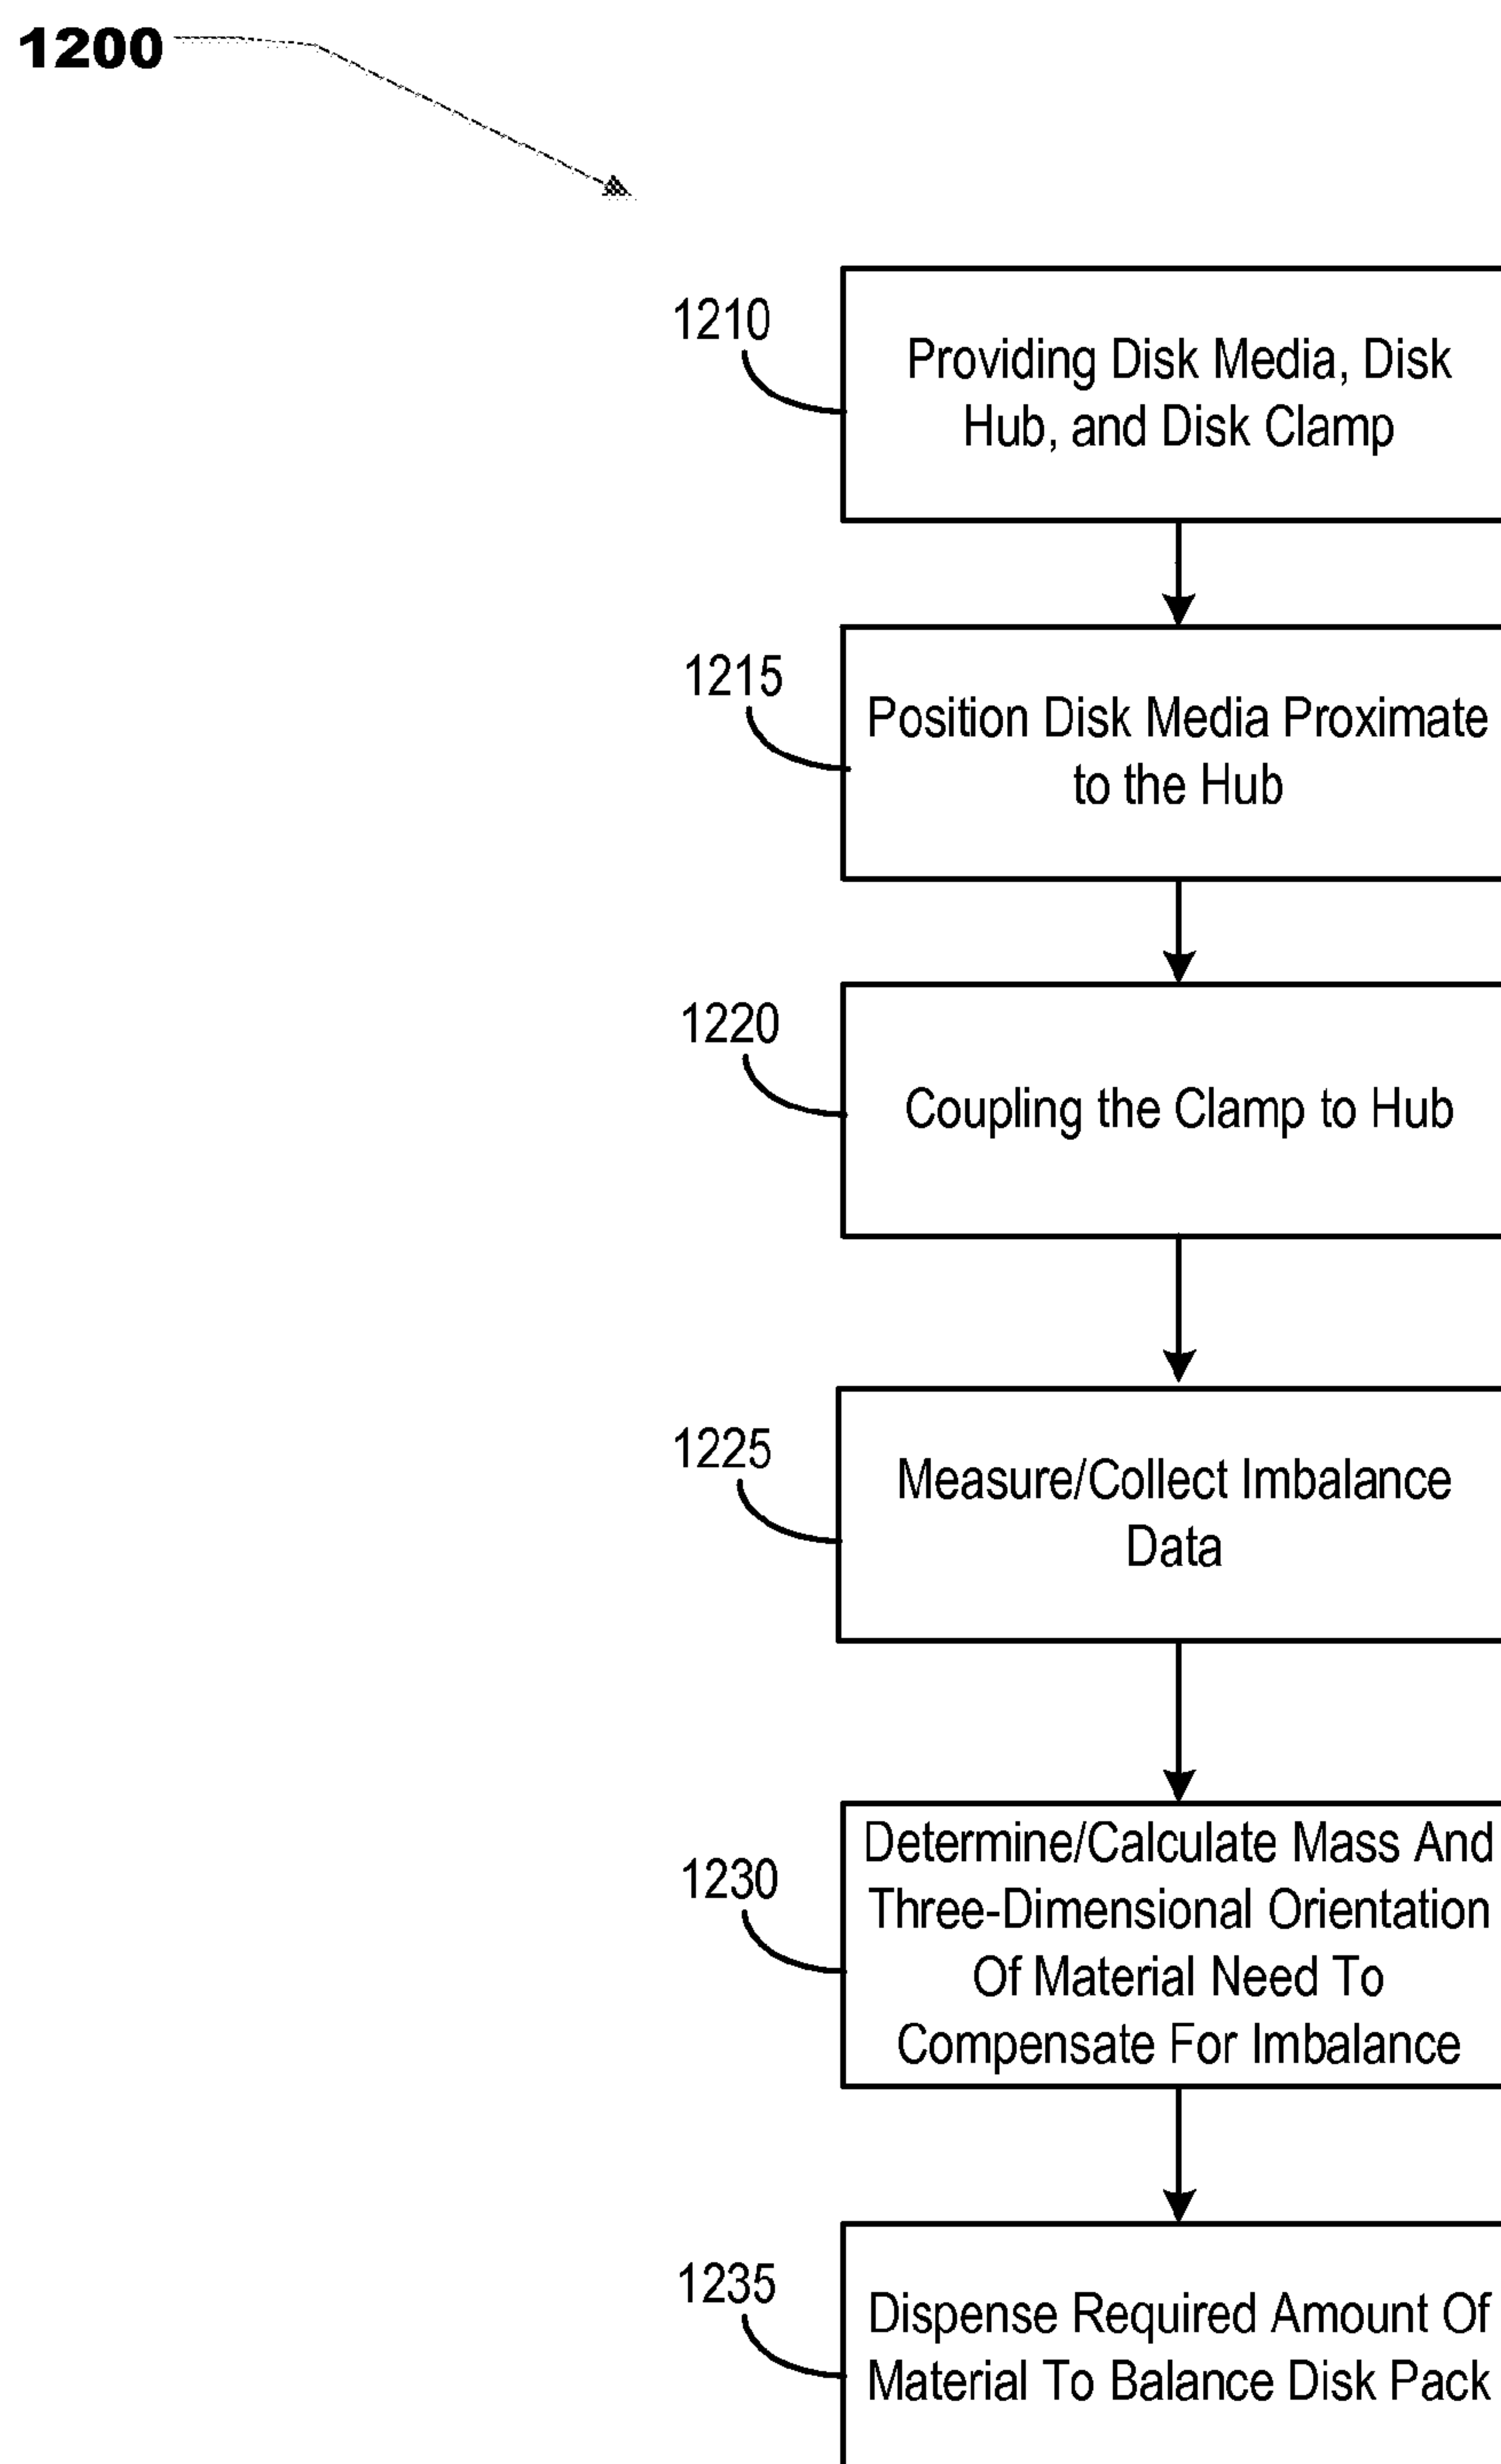 1200
1210
Providing Disk Media, Disk
Hub, and Disk Clamp
1215
Position Disk Media Proximate
to the Hub
1220
Coupling the Clamp to Hub
1225
Measure/Collect Imbalance
Data
1230
Determine/Calculate Mass And
Three-Dimensional Orientation
Of Material Need To
Compensate For Imbalance
1235
Dispense Required Amount Of
Material To Balance Disk Pack